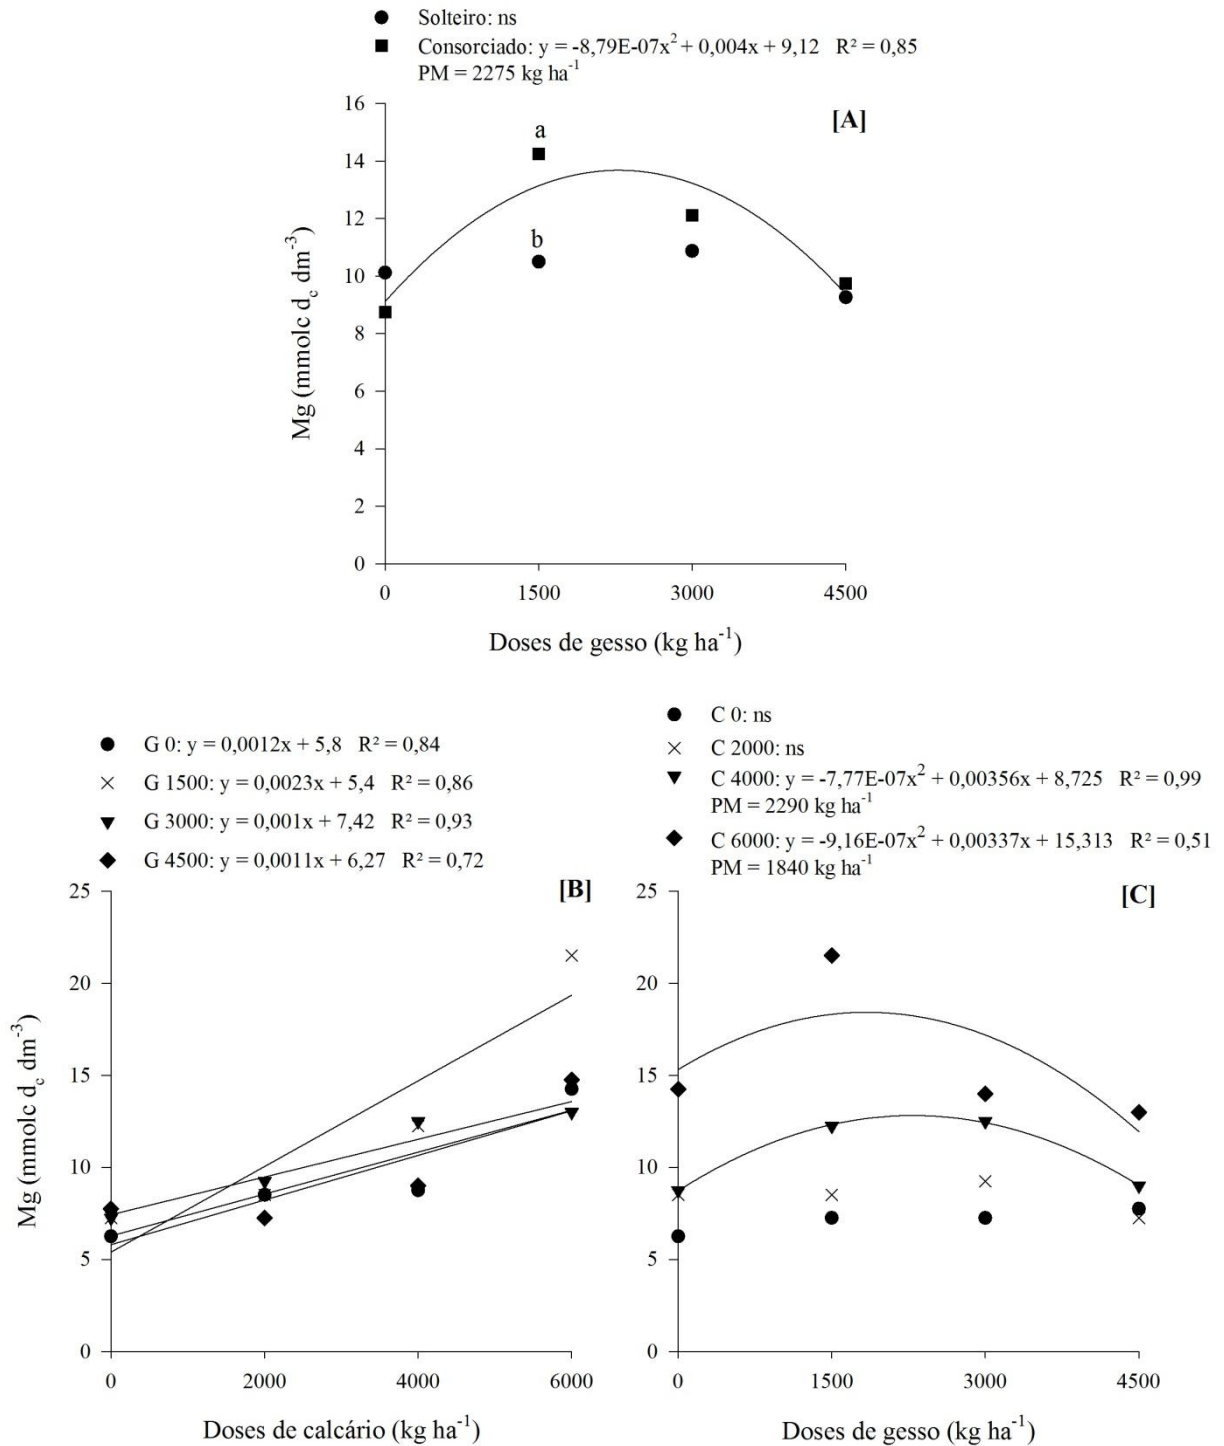 Solteiro: ns
Consorciado: y = -8,79E-07x² + 0,004x + 9,12 R² = 0,85
PM = 2275 kg ha⁻¹
[A]
16
14
12
10
8
6
4
2
0
a
b
Mg (mmolc d_c dm⁻³)
0 1500 3000 4500
Doses de gesso (kg ha⁻¹)
G 0: y = 0,0012x + 5,8 R² = 0,84
G 1500: y = 0,0023x + 5,4 R² = 0,86
G 3000: y = 0,001x + 7,42 R² = 0,93
G 4500: y = 0,0011x + 6,27 R² = 0,72
[B]
25
20
15
10
5
0
Mg (mmolc d_c dm⁻³)
0 2000 4000 6000
Doses de calcário (kg ha⁻¹)
C 0: ns
C 2000: ns
C 4000: y = -7,77E-07x² + 0,00356x + 8,725 R² = 0,99
PM = 2290 kg ha⁻¹
C 6000: y = -9,16E-07x² + 0,00337x + 15,313 R² = 0,51
PM = 1840 kg ha⁻¹
[C]
25
20
15
10
5
0
0 1500 3000 4500
Doses de gesso (kg ha⁻¹)